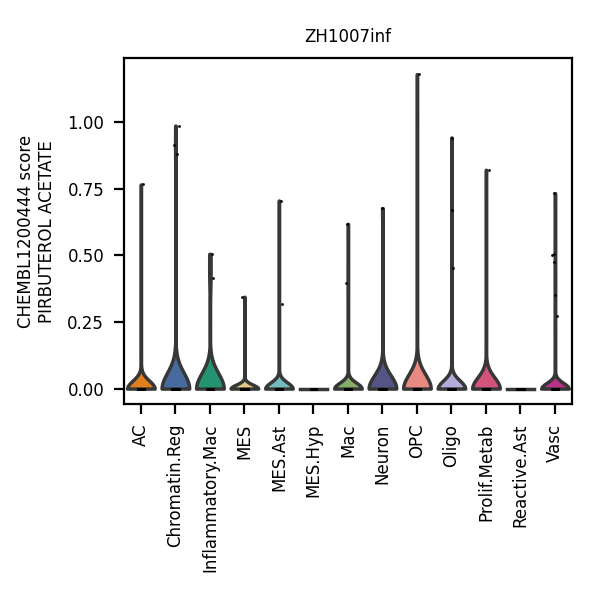 ZH1007inf
CHEMBL1200444 score
PIRBUTEROL ACETATE
1.00
0.75
0.50
0.25
0.00
AC
Chromatin.Reg
Inflammatory.Mac
MES
MES.Ast
MES.Hyp
Mac
Neuron
OPC
Oligo
Prolif.Metab
Reactive.Ast
Vasc